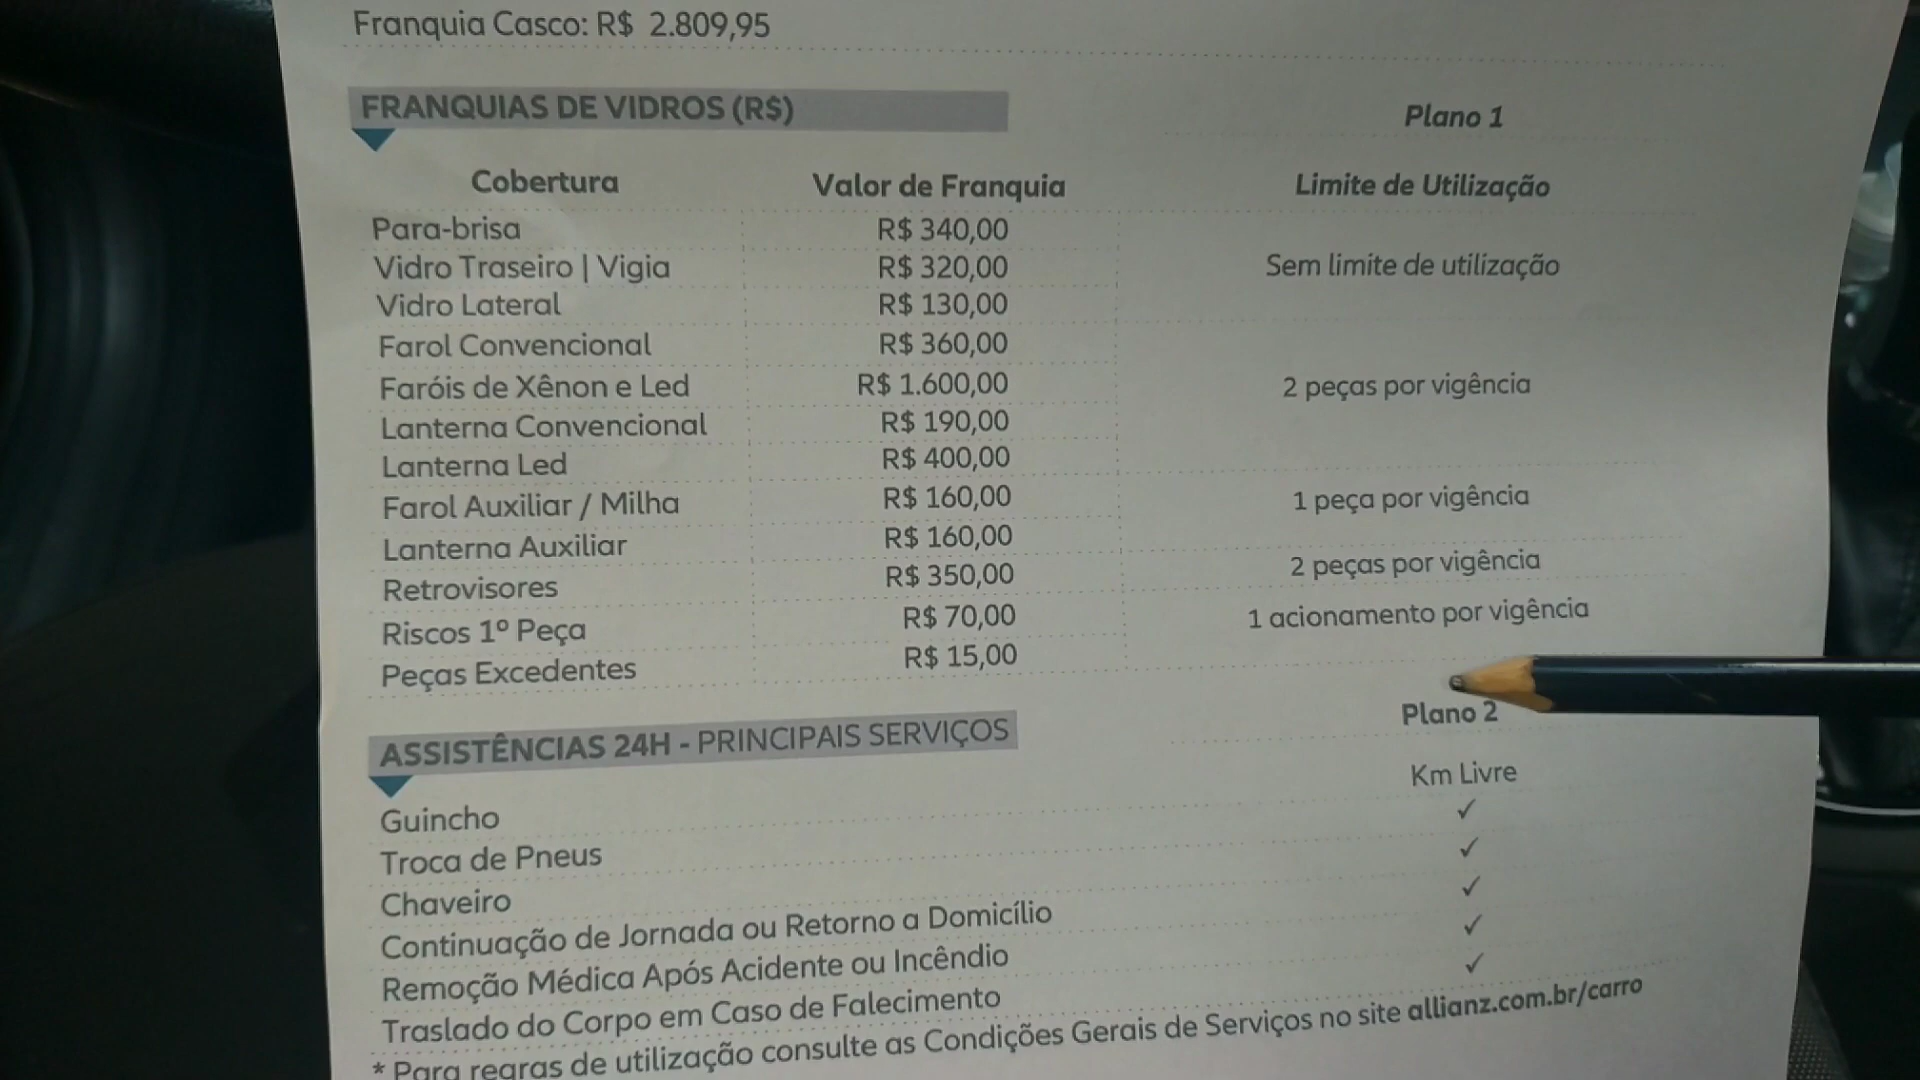 Franquia Casco: R$ 2.809,95
FRANQUIAS DE VIDROS (R$) Plano 1
Cobertura Valor de Franquia Limite de Utilização
Para-brisa R$ 340,00
Vidro Traseiro | Vigia R$ 320,00 Sem limite de utilização
Vidro Lateral R$ 130,00
Farol Convencional R$ 360,00
Faróis de Xênon e Led R$ 1.600,00 2 peças por vigência
Lanterna Convencional R$ 190,00
Lanterna Led R$ 400,00
Farol Auxiliar / Milha R$ 160,00 1 peça por vigência
Lanterna Auxiliar R$ 160,00
Retrovisores R$ 350,00 2 peças por vigência
Riscos 1º Peça R$ 70,00 1 acionamento por vigência
Peças Excedentes R$ 15,00
ASSISTÊNCIAS 24H - PRINCIPAIS SERVIÇOS Plano 2
Guincho Km Livre
Troca de Pneus ✓
Chaveiro ✓
Continuação de Jornada ou Retorno a Domicílio ✓
Remoção Médica Após Acidente ou Incêndio ✓
Traslado do Corpo em Caso de Falecimento ✓
* Para regras de utilização consulte as Condições Gerais de Serviços no site allianz.com.br/carro